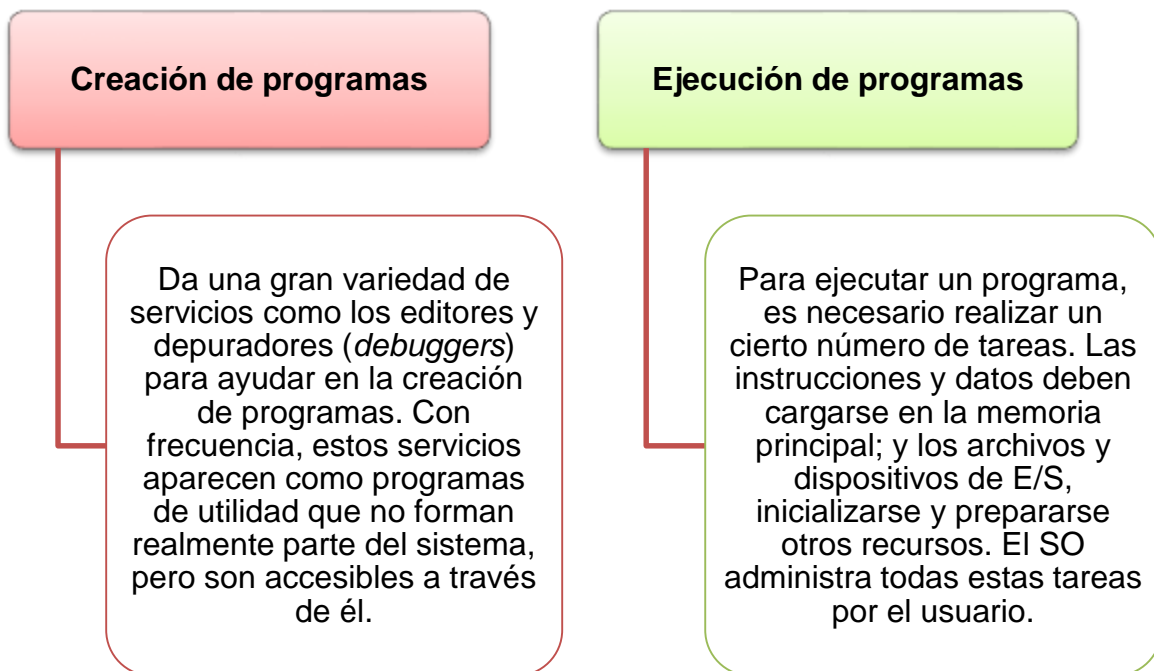 Creación de programas
Da una gran variedad de
servicios como los editores y
depuradores (debuggers)
para ayudar en la creación
de programas. Con
frecuencia, estos servicios
aparecen como programas
de utilidad que no forman
realmente parte del sistema,
pero son accesibles a través
de él.
Ejecución de programas
Para ejecutar un programa,
es necesario realizar un
cierto número de tareas. Las
instrucciones y datos deben
cargarse en la memoria
principal; y los archivos y
dispositivos de E/S,
inicializarse y prepararse
otros recursos. El SO
administra todas estas tareas
por el usuario.